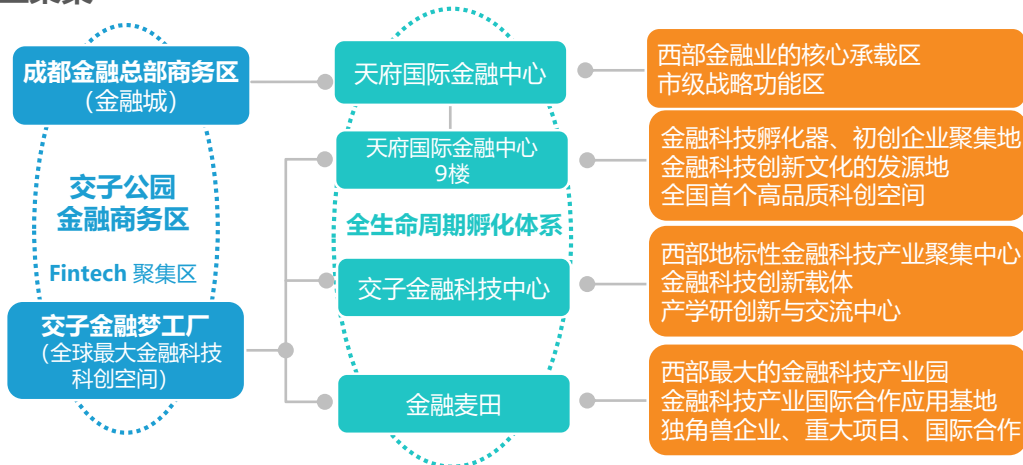 成都金融总部商务区
（金融城）
交子公园
金融商务区
Fintech 聚集区
交子金融梦工厂
（全球最大金融科技
科创空间）
天府国际金融中心
天府国际金融中心
9楼
全生命周期孵化体系
交子金融科技中心
金融麦田
西部金融业的核心承载区
市级战略功能区
金融科技孵化器、初创企业聚集地
金融科技创新文化的发源地
全国首个高品质科创空间
西部地标性金融科技产业聚集中心
金融科技创新载体
产学研创新与交流中心
西部最大的金融科技产业园
金融科技产业国际合作应用基地
独角兽企业、重大项目、国际合作